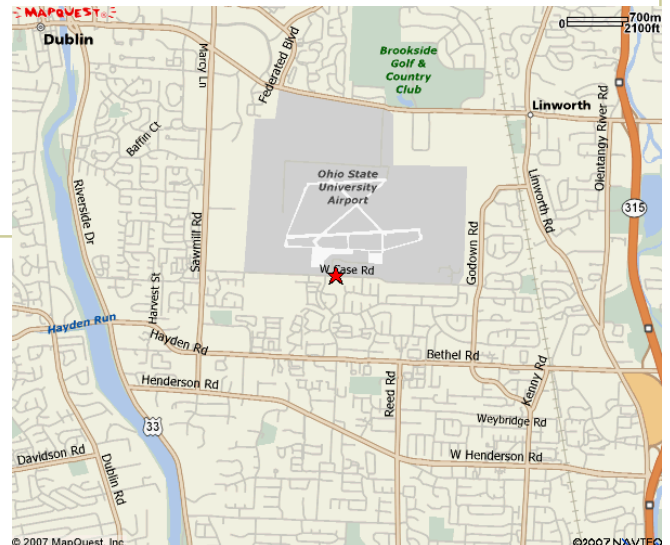 MAPQUEST
Dublin
Marcy Ln
Federated Blvd
Brookside
Golf &
Country
Club
0 700m
2100ft
Linworth
Olentangy River Rd
Baffin Ct
Riverside Dr
Sawmill Rd
Ohio State
University
Airport
Linworth Rd
Godown Rd
315
W Case Rd
Harvest St
Hayden Run
Hayden Rd
Bethel Rd
Henderson Rd
Reed Rd
Kenny Rd
33
Weybridge Rd
W Henderson Rd
Davidson Rd
Dublin Rd
© 2007 MapQuest, Inc
©2007 NAVTEQ